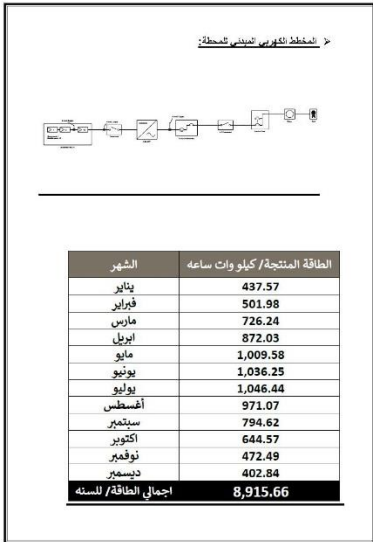 المخطط الكهربي المبدئي للمحطة:
الشهر الطاقة المنتجة/ كيلو وات ساعه
يناير 437.57
فبراير 501.98
مارس 726.24
ابريل 872.03
مايو 1,009.58
يونيو 1,036.25
يوليو 1,046.44
أغسطس 971.07
سبتمبر 794.62
اكتوبر 644.57
نوفمبر 472.49
ديسمبر 402.84
اجمالي الطاقة/ للسنه 8,915.66